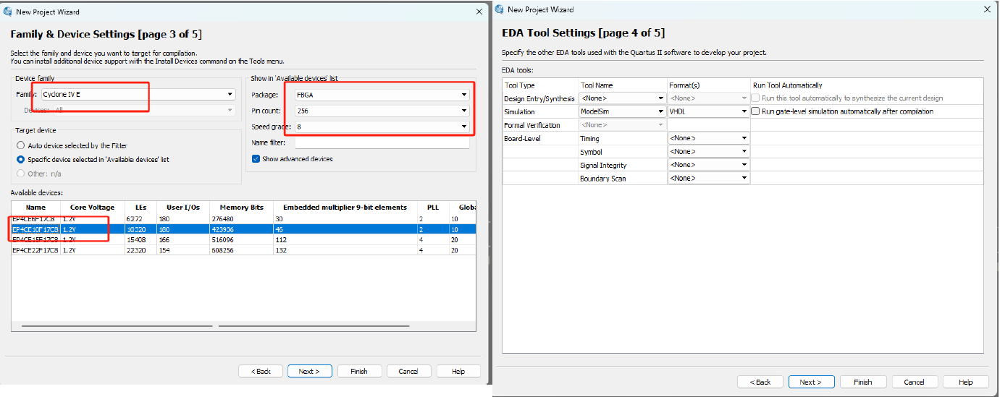 New Project Wizard
Family & Device Settings [page 3 of 5]
Select the family and device you want to target for compilation.
You can install additional device support with the Install Devices command on the Tools menu.
Device family
Family: Cyclone IV E
Devices: All
Target device
Auto device selected by the Fitter
Specific device selected in 'Available devices' list
Other: n/a
Show in 'Available devices' list
Package: FBGA
Pin count: 256
Speed grade: 8
Name filter:
Show advanced devices
Available devices:
Name Core Voltage LEs User I/Os Memory Bits Embedded multiplier 9-bit elements PLL Globa
EP4CE6F17C8 1.2V 6272 180 276480 30 2 10
EP4CE10F17C8 1.2V 10320 180 423936 46 2 10
EP4CE15F17C8 1.2V 15408 166 516096 112 4 20
EP4CE22F17C8 1.2V 22320 154 608256 132 4 20
< Back Next > Finish Cancel Help
New Project Wizard
EDA Tool Settings [page 4 of 5]
Specify the other EDA tools used with the Quartus II software to develop your project.
EDA tools:
Tool Type Tool Name Format(s) Run Tool Automatically
Design Entry/Synthesis <None> <None> Run this tool automatically to synthesize the current design
Simulation ModelSim VHDL Run gate-level simulation automatically after compilation
Formal Verification <None>
Board-Level Timing <None>
Symbol <None>
Signal Integrity <None>
Boundary Scan <None>
< Back Next > Finish Cancel Help